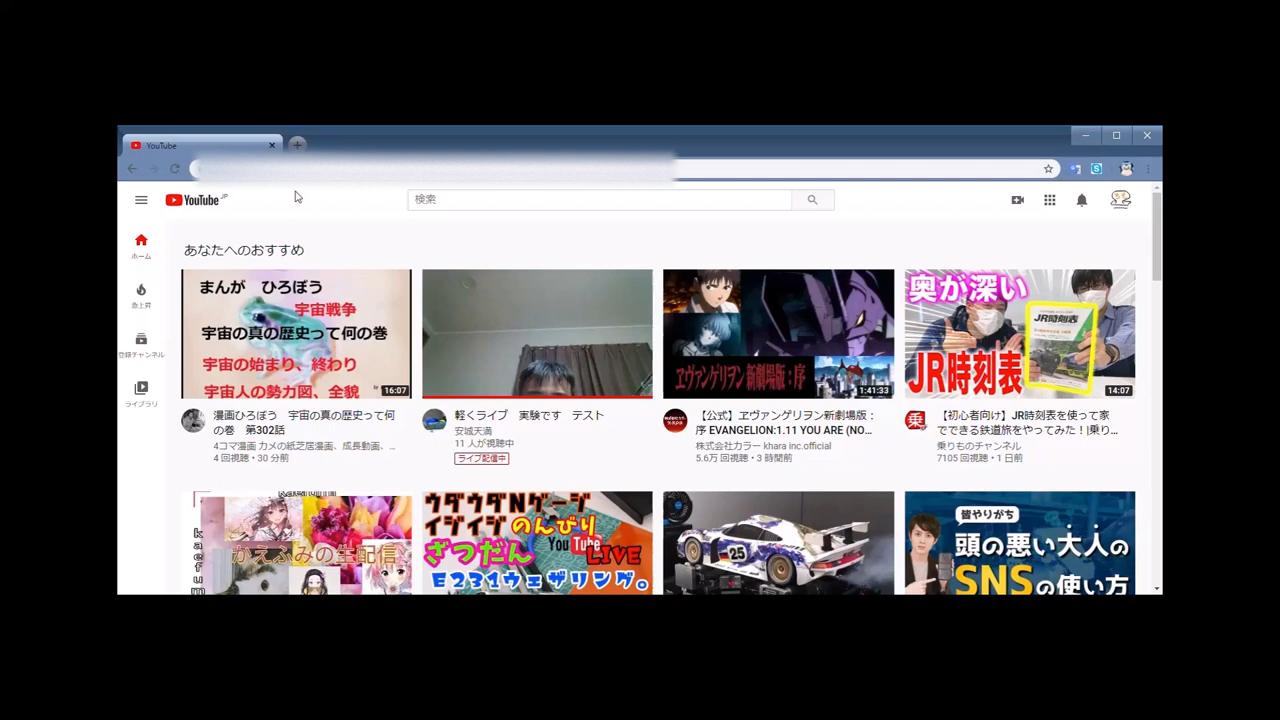 YouTube
YouTube JP
検索
ホーム
急上昇
登録チャンネル
ライブラリ
あなたへのおすすめ
まんが ひろぼう
宇宙戦争
宇宙の真の歴史って何の巻
宇宙の始まり、終わり
宇宙人の勢力図、全貌
16:07
漫画ひろぼう 宇宙の真の歴史って何
の巻 第302話
4コマ漫画 カメの紙芝居漫画、成長動画、...
4 回視聴・30 分前
軽くライブ 実験です テスト
安城天満
11 人が視聴中
ライブ配信中
ヱヴァンゲリヲン新劇場版:序
1:41:33
【公式】ヱヴァンゲリヲン新劇場版:
序 EVANGELION:1.11 YOU ARE (NO...
株式会社カラー khara inc.official
5.6万 回視聴・3 時間前
奥が深い
JR時刻表
JR時刻表
14:07
乗
【初心者向け】JR時刻表を使って
でできる鉄道旅をやってみた！|乗り...
乗りものチャンネル
7105 回視聴・1 日前
かえふみの生配信
ウダウダNゲージ
イジイジのんびり
ざつだん YouTube LIVE
E231ウェザリング。
25
皆やりがち
頭の悪い大人の
SNSの使い方